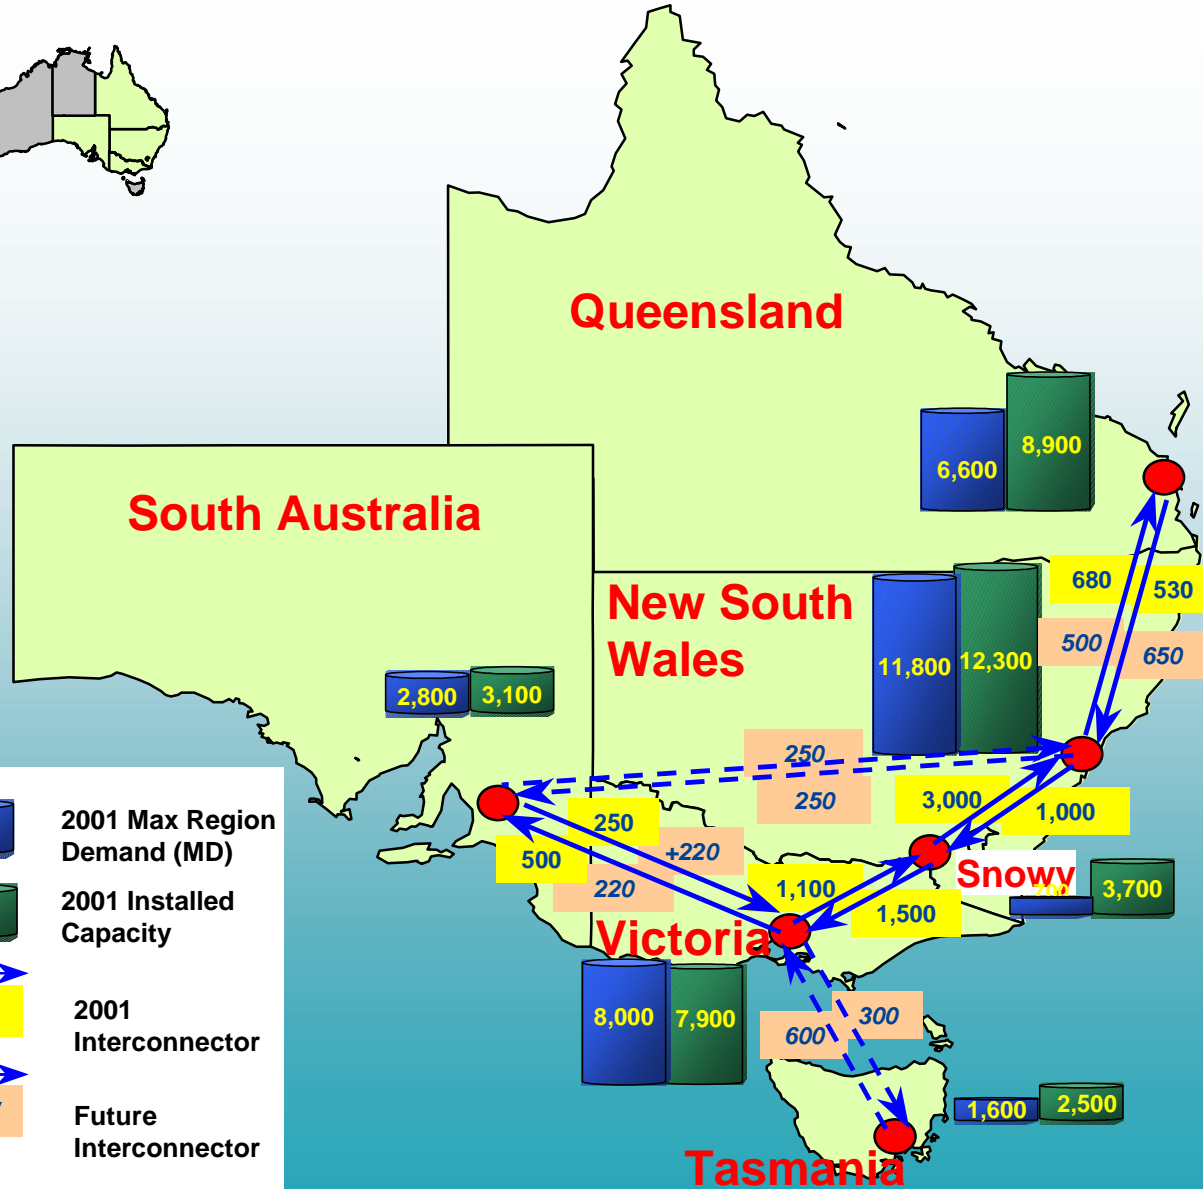 Queensland
8,900
6,600
South Australia
680
530
New South
Wales
500
650
11,800
12,300
2,800
3,100
250
250
3,000
1,000
250
+220
500
220
1,100
1,500
Snowy
3,700
Victoria
8,000
7,900
300
600
1,600
2,500
Tasmania
2001 Max Region
Demand (MD)
2001 Installed
Capacity
2001
Interconnector
Future
Interconnector